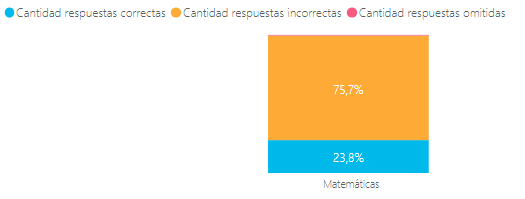 Cantidad respuestas correctas Cantidad respuestas incorrectas Cantidad respuestas omitidas
75,7%
23,8%
Matemáticas